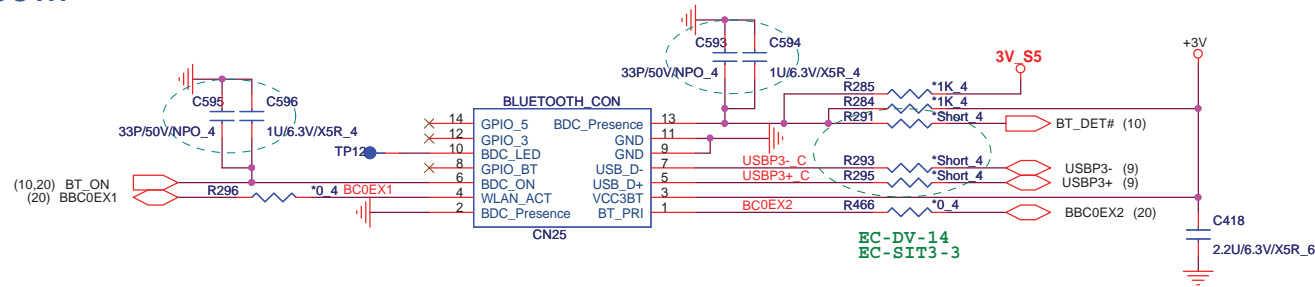 C593
C594
33P/50V/NPO_4
1U/6.3V/X5R_4
3V_S5
+3V
C595
C596
33P/50V/NPO_4
1U/6.3V/X5R_4
R285
*1K_4
R284
*1K_4
R291
*Short_4
BT_DET# (10)
BLUETOOTH_CON
14
GPIO_5
BDC_Presence
13
12
GPIO_3
GND
11
TP12
10
BDC_LED
GND
9
8
GPIO_BT
USB_D-
7
USBP3-_C
R293
*Short_4
USBP3- (9)
(10,20) BT_ON
6
BDC_ON
USB_D+
5
USBP3+_C
R295
*Short_4
USBP3+ (9)
(20) BBC0EX1
R296
*0_4
BC0EX1
4
WLAN_ACT
VCC3BT
3
2
BDC_Presence
BT_PRI
1
BC0EX2
R466
*0_4
BBC0EX2 (20)
CN25
EC-DV-14
EC-SIT3-3
C418
2.2U/6.3V/X5R_6